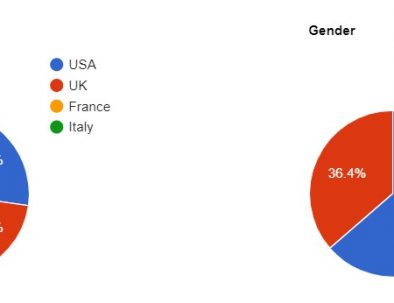 Gender
USA
UK
France
Italy
%
36.4%
%